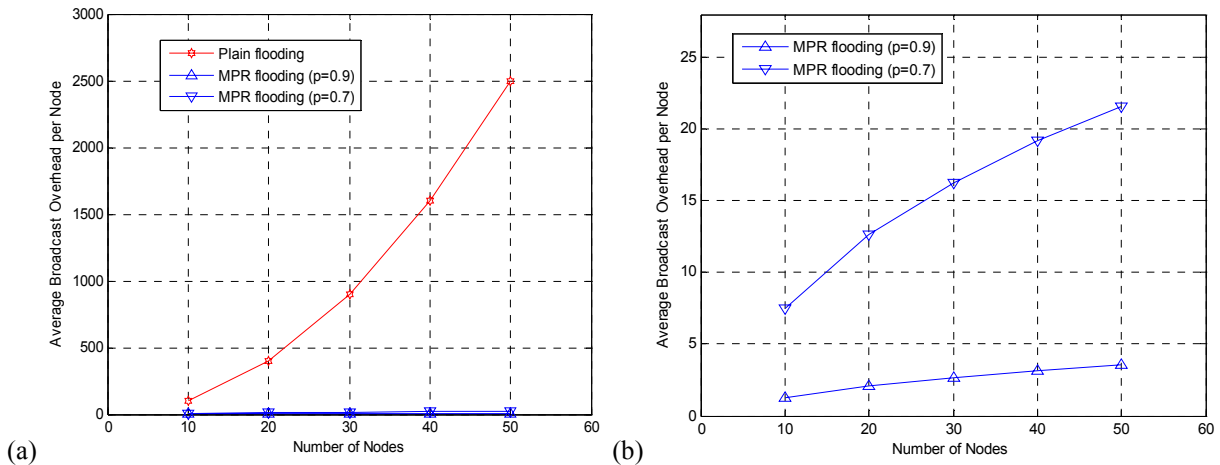 3000
2500
2000
1500
1000
500
0
Average Broadcast Overhead per Node
Plain flooding
MPR flooding (p=0.9)
MPR flooding (p=0.7)
0 10 20 30 40 50 60
Number of Nodes
(a)
25
20
15
10
5
0
Average Broadcast Overhead per Node
MPR flooding (p=0.9)
MPR flooding (p=0.7)
0 10 20 30 40 50 60
Number of Nodes
(b)